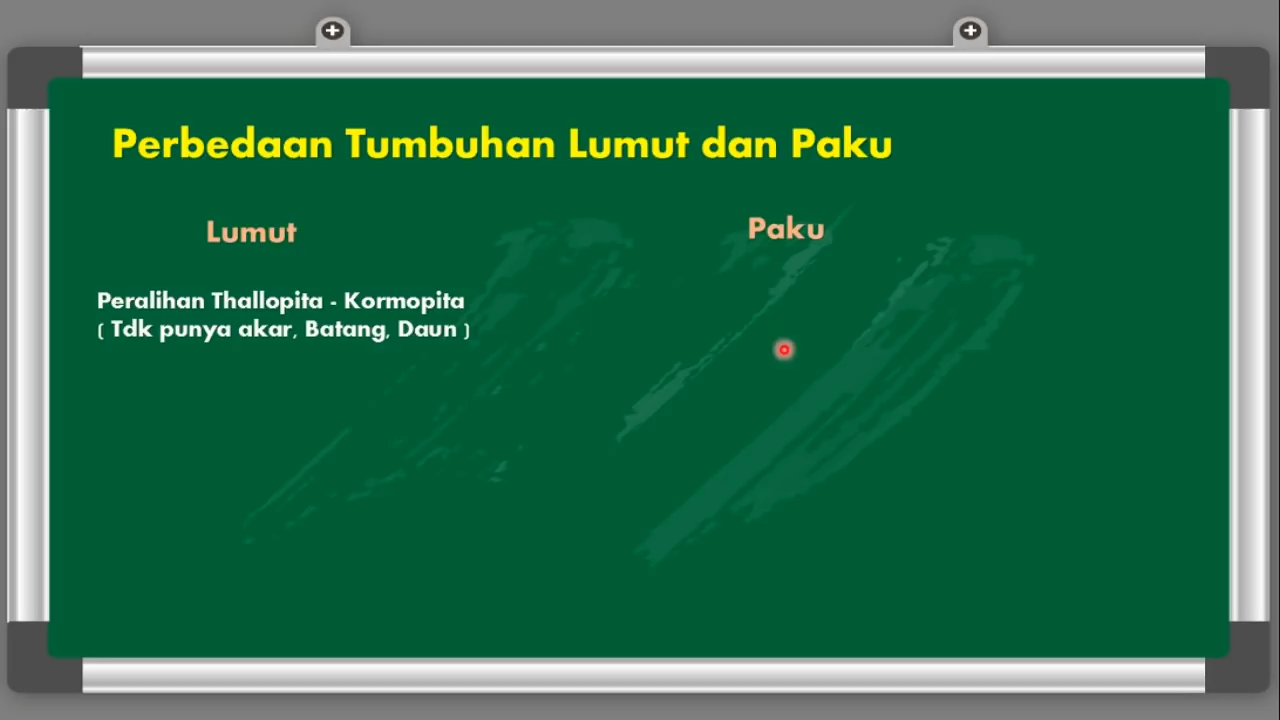 Perbedaan Tumbuhan Lumut dan Paku
Lumut
Paku
Peralihan Thallopita - Kormopita
( Tdk punya akar, Batang, Daun )